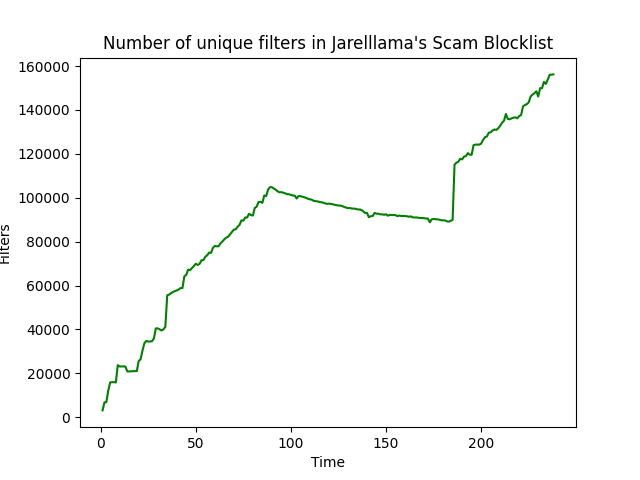 Number of unique filters in Jarelllama's Scam Blocklist
160000
140000
120000
100000
80000
60000
40000
20000
0
Filters
0 50 100 150 200
Time